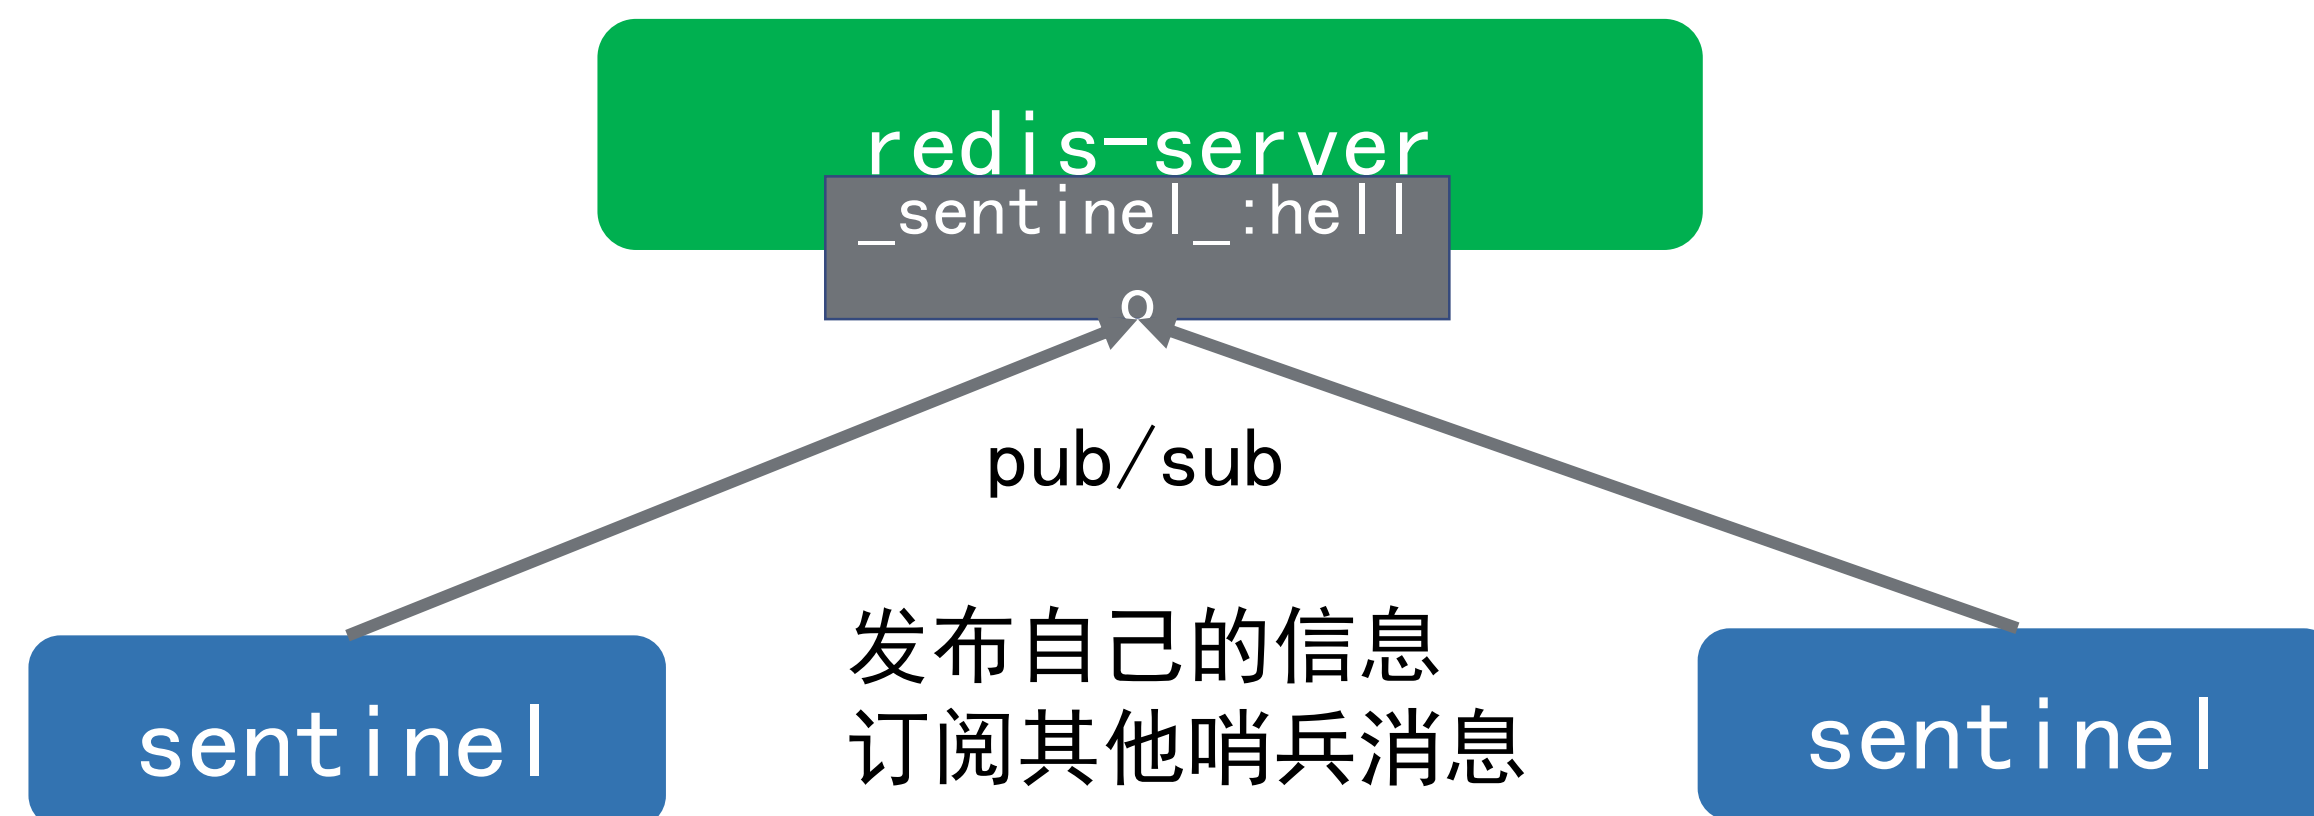 redis-server
_sentinel_:hell
o
pub/sub
发布自己的信息
订阅其他哨兵消息
sentinel
sentinel